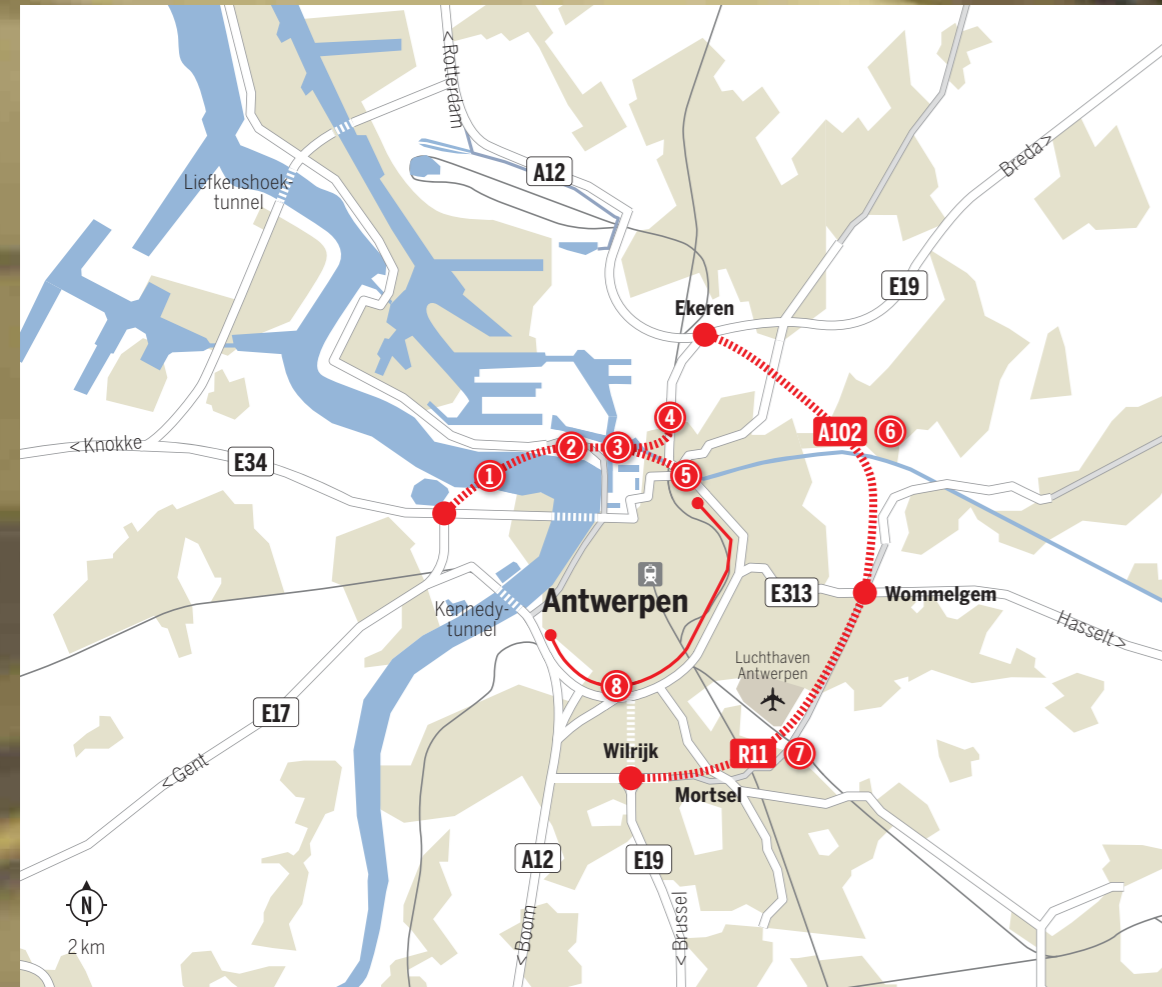 <Rotterdam
A12
Breda>
Liefkenshoek-
tunnel
E19
Ekeren
4
A102
6
<Knokke
2
3
E34
1
5
E313
Wommelgem
Antwerpen
Kennedy-
tunnel
Hasselt>
Luchthaven
Antwerpen
8
E17
Wilrijk
R11
7
<Gent
Mortsel
A12
E19
N
<Boom
<Brussel
2 km